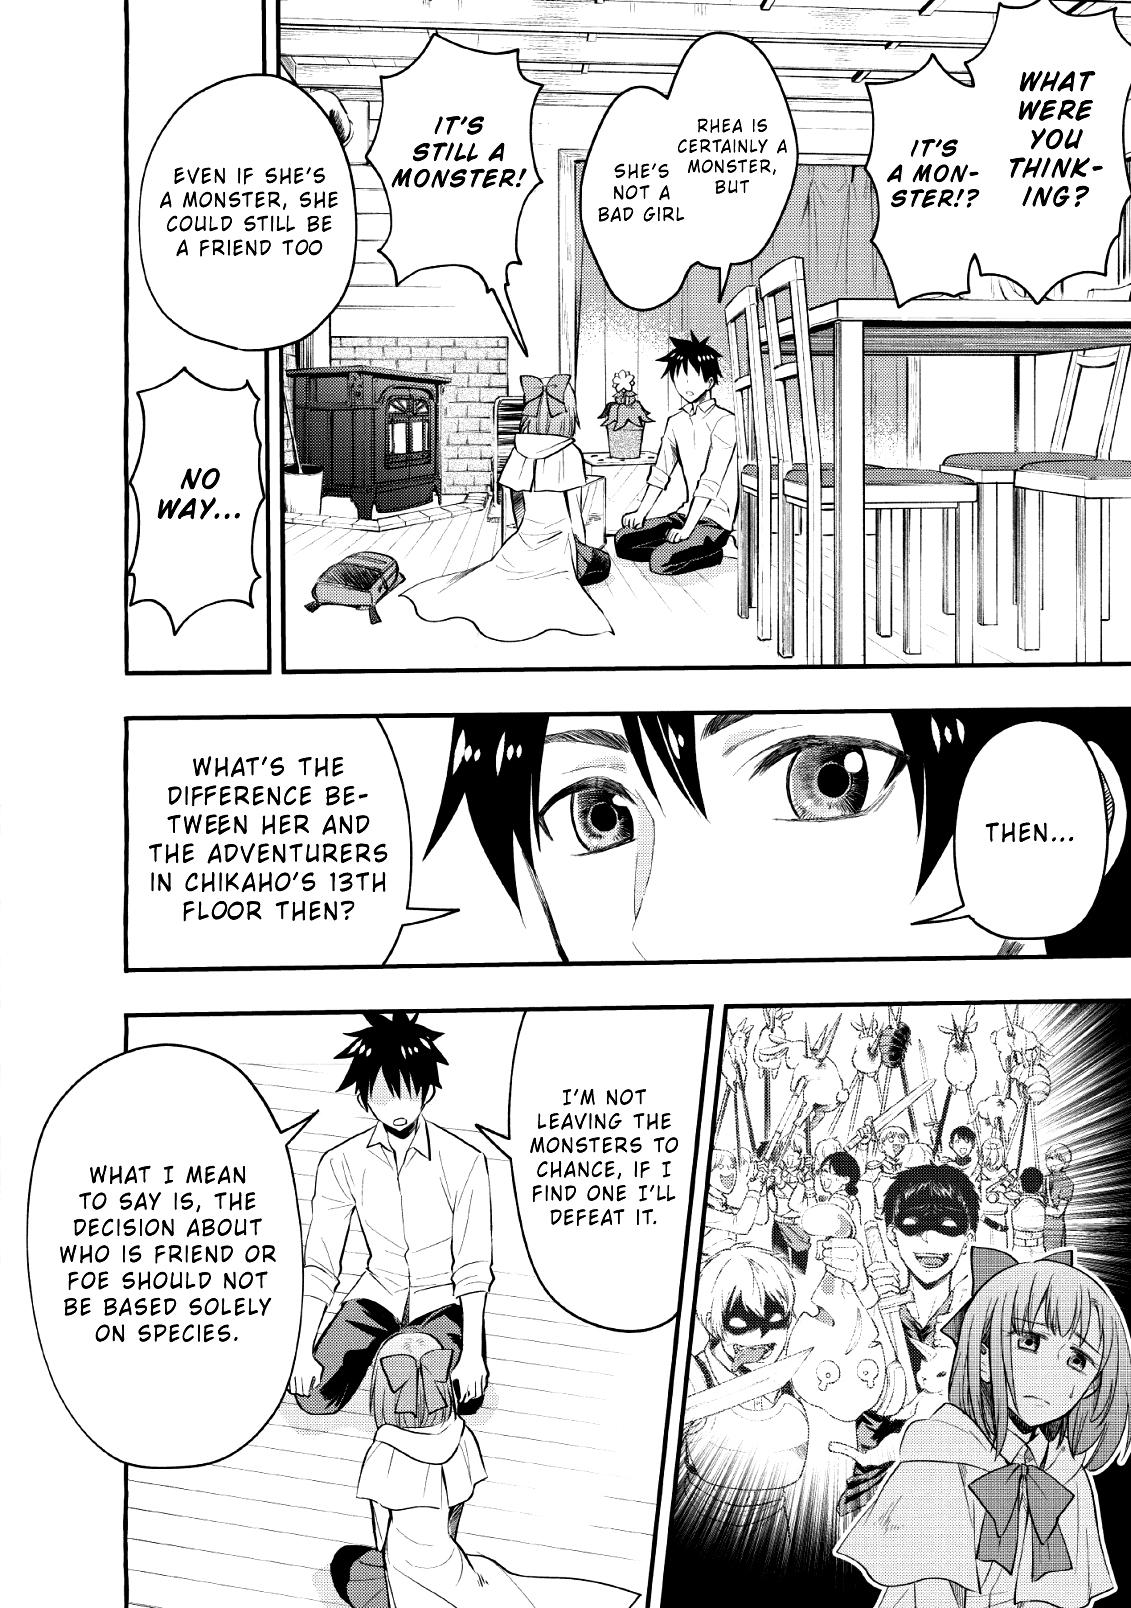 WHAT
WERE
YOU
THINK-
ING?
IT'S
A MON-
STER!?
RHEA IS
CERTAINLY A
MONSTER,
BUT
SHE'S
NOT A
BAD GIRL
IT'S
STILL A
MONSTER!
EVEN IF SHE'S
A MONSTER, SHE
COULD STILL BE
A FRIEND TOO
NO
WAY...
THEN...
WHAT'S THE
DIFFERENCE BE-
TWEEN HER AND
THE ADVENTURERS
IN CHIKAHO'S 13TH
FLOOR THEN?
I'M NOT
LEAVING THE
MONSTERS TO
CHANCE, IF I
FIND ONE I'LL
DEFEAT IT.
WHAT I MEAN
TO SAY IS, THE
DECISION ABOUT
WHO IS FRIEND OR
FOE SHOULD NOT
BE BASED SOLELY
ON SPECIES.